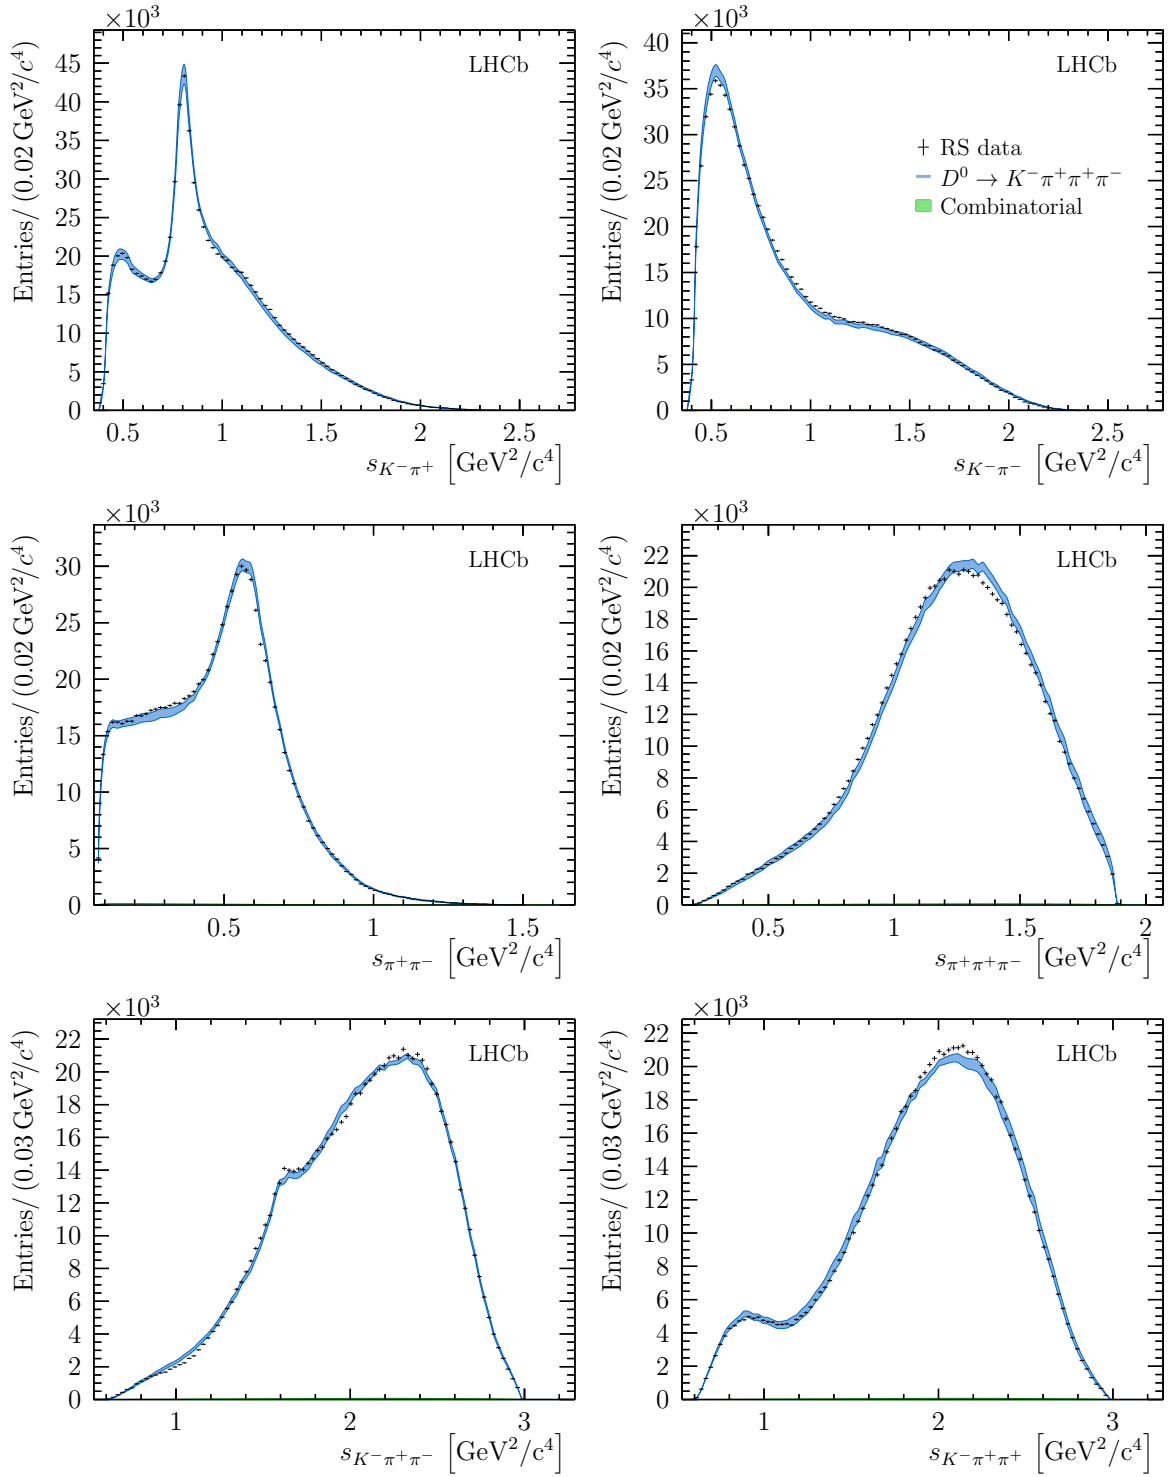 ×10³
Entries/ (0.02 GeV²/c⁴)
LHCb
45
40
35
30
25
20
15
10
5
0
0.5 1 1.5 2 2.5
s_{K⁻π⁺} [GeV²/c⁴]
×10³
Entries/ (0.02 GeV²/c⁴)
LHCb
RS data
D⁰ → K⁻π⁺π⁺π⁻
Combinatorial
40
35
30
25
20
15
10
5
0
0.5 1 1.5 2 2.5
s_{K⁻π⁻} [GeV²/c⁴]
×10³
Entries/ (0.02 GeV²/c⁴)
LHCb
30
25
20
15
10
5
0
0.5 1 1.5
s_{π⁺π⁻} [GeV²/c⁴]
×10³
Entries/ (0.02 GeV²/c⁴)
LHCb
22
20
18
16
14
12
10
8
6
4
2
0
0.5 1 1.5 2
s_{π⁺π⁺π⁻} [GeV²/c⁴]
×10³
Entries/ (0.03 GeV²/c⁴)
LHCb
22
20
18
16
14
12
10
8
6
4
2
0
1 2 3
s_{K⁻π⁺π⁻} [GeV²/c⁴]
×10³
Entries/ (0.03 GeV²/c⁴)
LHCb
22
20
18
16
14
12
10
8
6
4
2
0
1 2 3
s_{K⁻π⁺π⁺} [GeV²/c⁴]